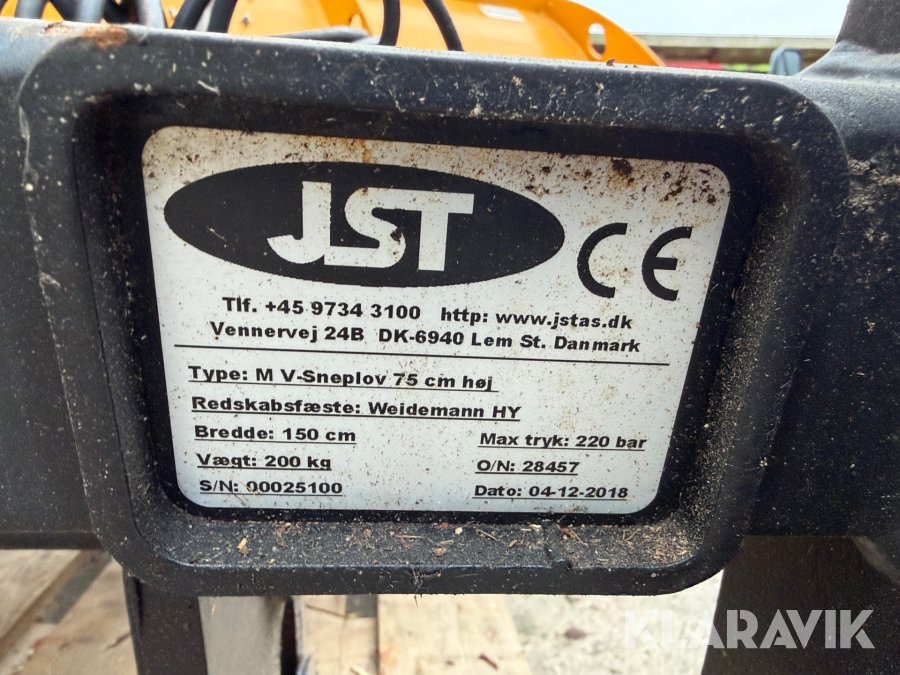 JST CE
Tlf. +45 9734 3100 http: www.jstas.dk
Vennervej 24B DK-6940 Lem St. Danmark
Type: M V-Sneplov 75 cm høj
Redskabsfæste: Weidemann HY
Bredde: 150 cm Max tryk: 220 bar
Vægt: 200 kg O/N: 28457
S/N: 00025100 Dato: 04-12-2018
KLARAVIK